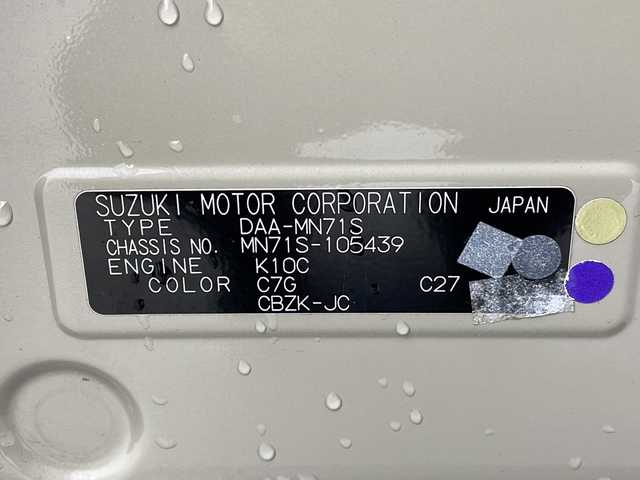 SUZUKI MOTOR CORPORATION JAPAN
TYPE DAA-MN71S
CHASSIS NO. MN71S-105439
ENGINE K10C
COLOR C7G C27
CBZK-JC